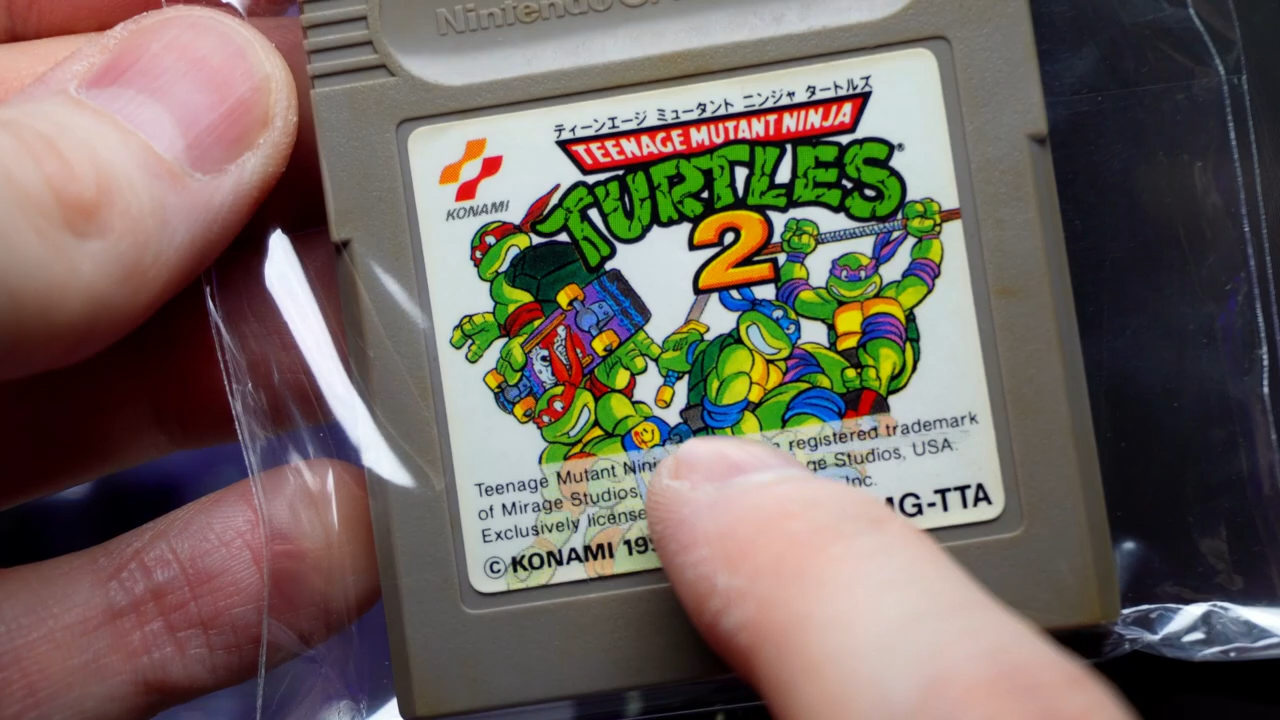 Nintendo
ティーンエージ ミュータント ニンジャ タートルズ
TEENAGE MUTANT NINJA
TURTLES®
2
KONAMI
Teenage Mutant registered trademark
of Mirage Studios, Studios, USA.
Exclusively Inc.
© KONAMI MG-TTA